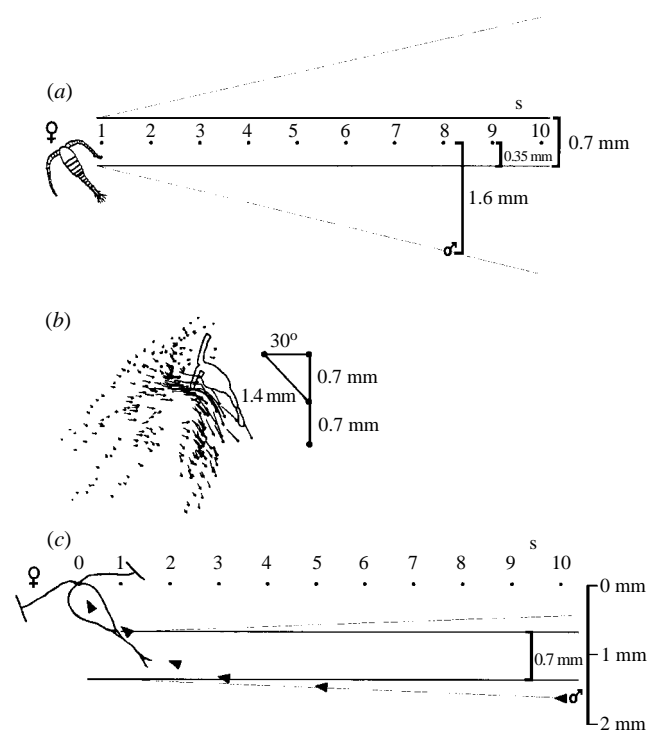 (a)
s
♀
1 2 3 4 5 6 7 8 9 10
0.7 mm
0.35 mm
1.6 mm
♂
(b)
30°
0.7 mm
1.4 mm
0.7 mm
(c)
s
♀
0 1 2 3 4 5 6 7 8 9 10
0 mm
0.7 mm
1 mm
♂
2 mm